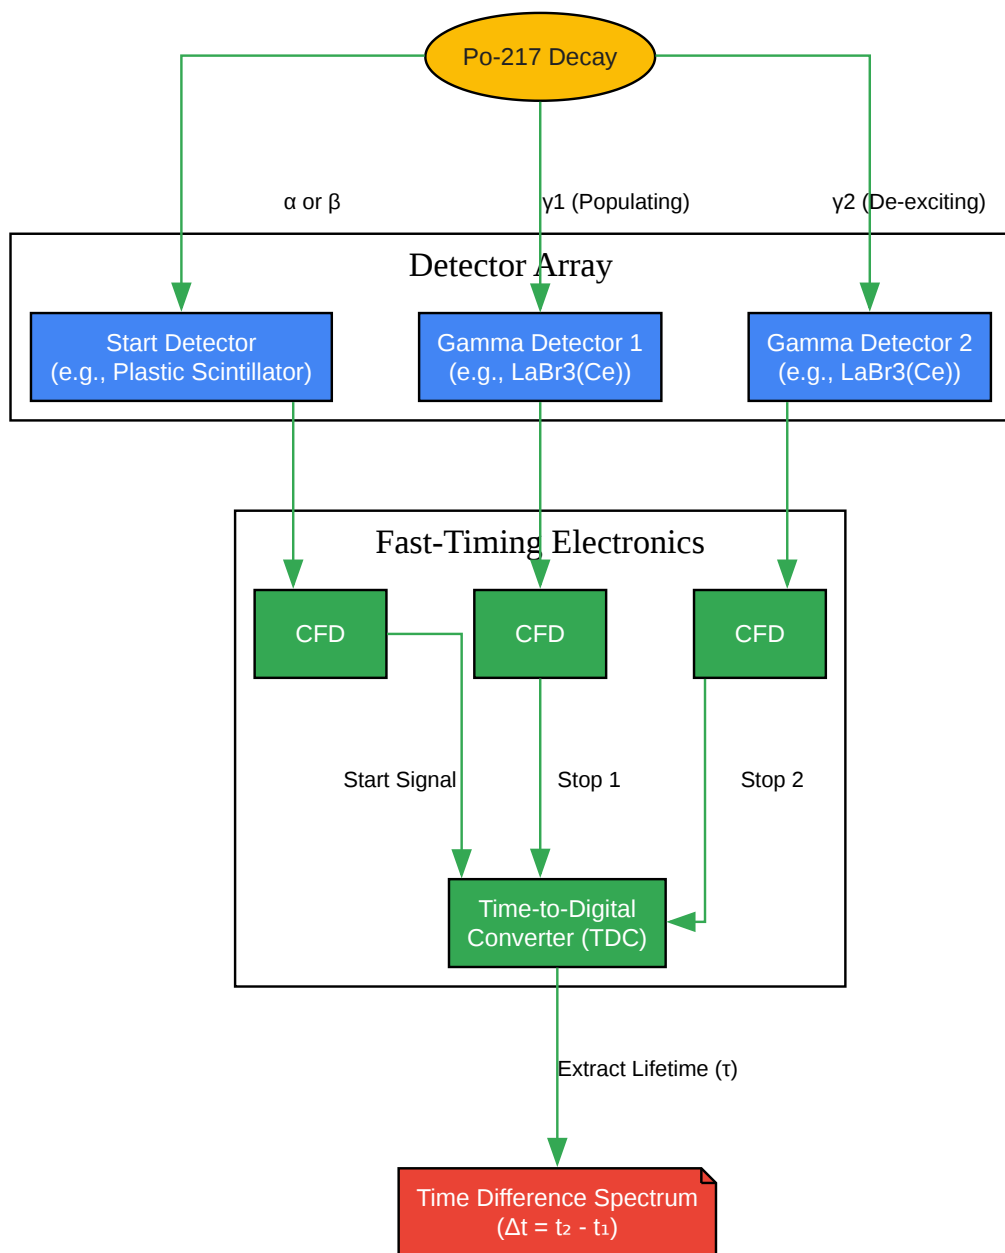 Po-217 Decay
α or β
γ1 (Populating)
γ2 (De-exciting)
Detector Array
Start Detector
(e.g., Plastic Scintillator)
Gamma Detector 1
(e.g., LaBr3(Ce))
Gamma Detector 2
(e.g., LaBr3(Ce))
Fast-Timing Electronics
CFD
CFD
CFD
Start Signal
Stop 1
Stop 2
Time-to-Digital
Converter (TDC)
Extract Lifetime (τ)
Time Difference Spectrum
(Δt = t₂ - t₁)